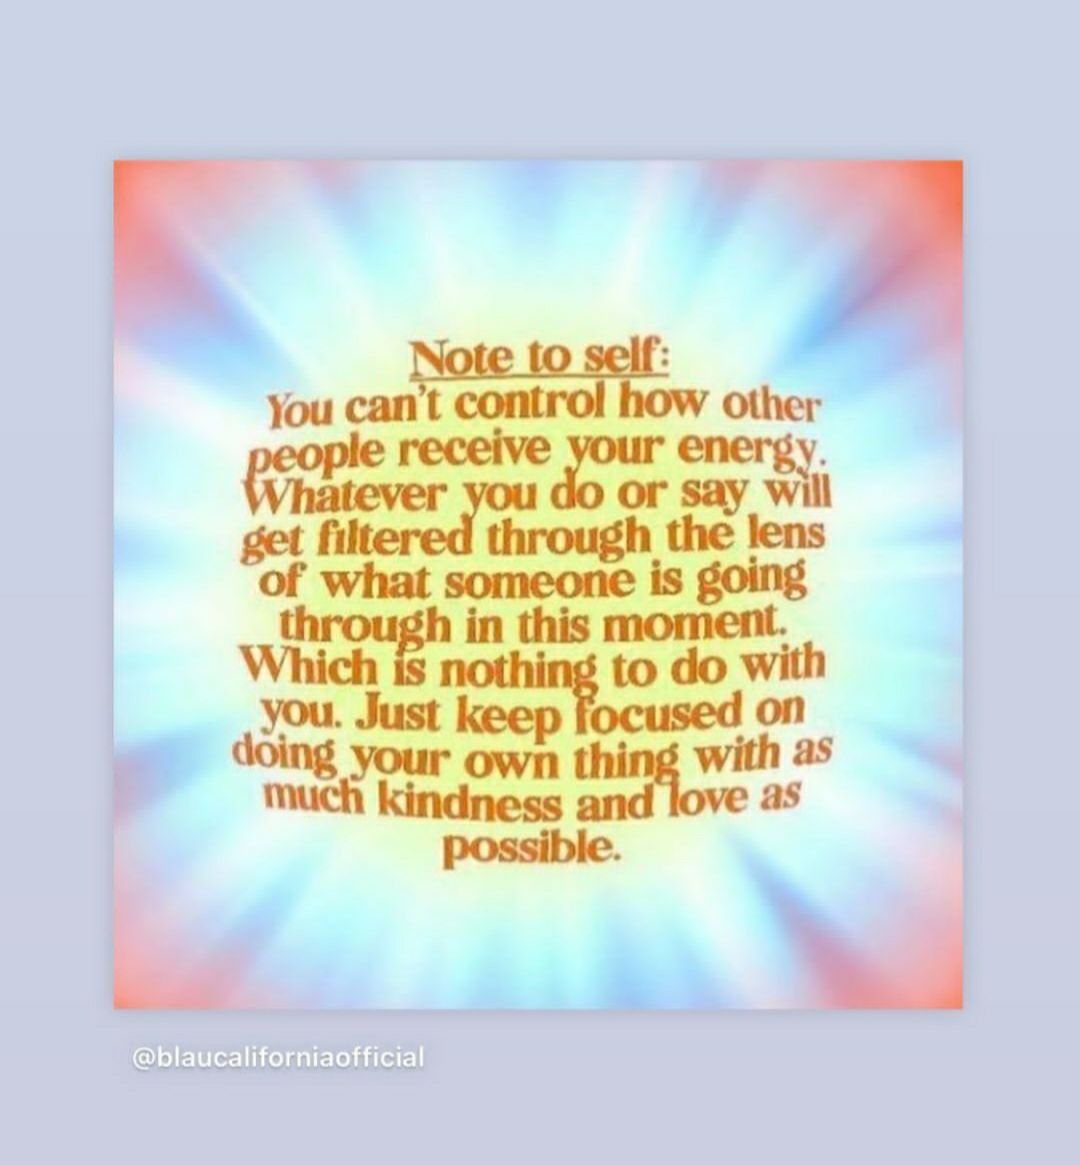 Note to self:
You can't control how other
people receive your energy.
Whatever you do or say will
get filtered through the lens
of what someone is going
through in this moment.
Which is nothing to do with
you. Just keep focused on
doing your own thing with as
much kindness and love as
possible.
@blaucaliforniaofficial